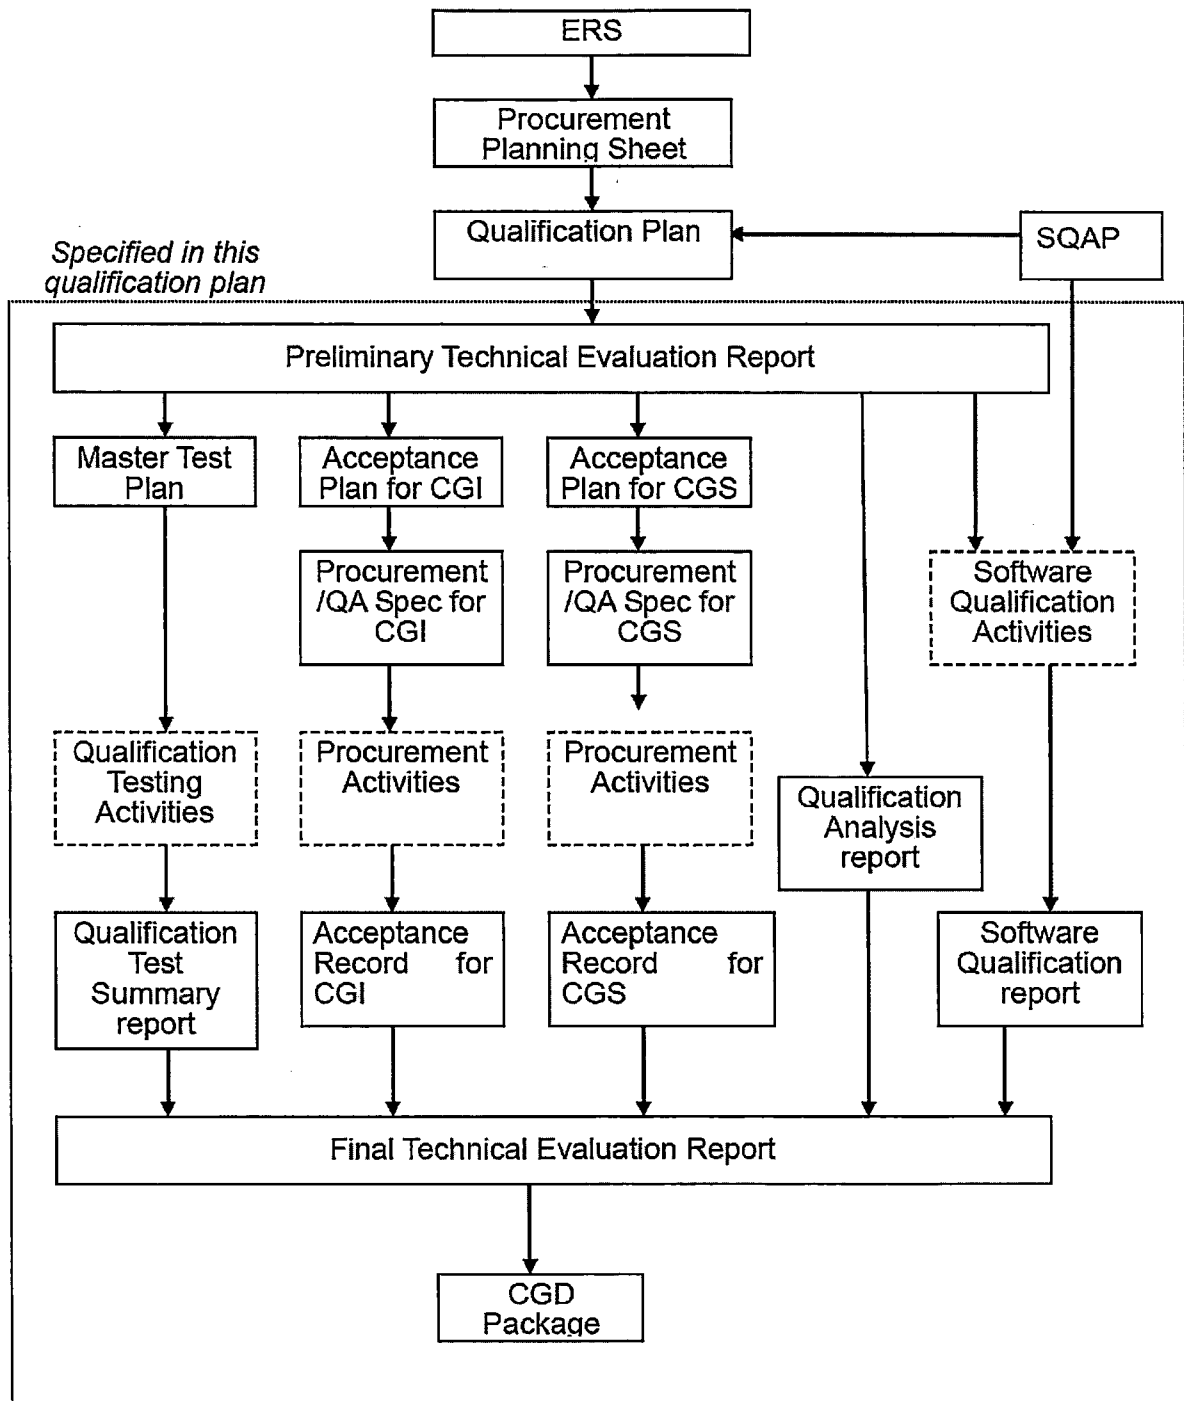 ERS
Procurement
Planning Sheet
Qualification Plan
SQAP
Specified in this
qualification plan
Preliminary Technical Evaluation Report
Master Test
Plan
Acceptance
Plan for CGI
Acceptance
Plan for CGS
Procurement
/QA Spec for
CGI
Procurement
/QA Spec for
CGS
Software
Qualification
Activities
Qualification
Testing
Activities
Procurement
Activities
Procurement
Activities
Qualification
Analysis
report
Qualification
Test
Summary
report
Acceptance
Record for
CGI
Acceptance
Record for
CGS
Software
Qualification
report
Final Technical Evaluation Report
CGD
Package